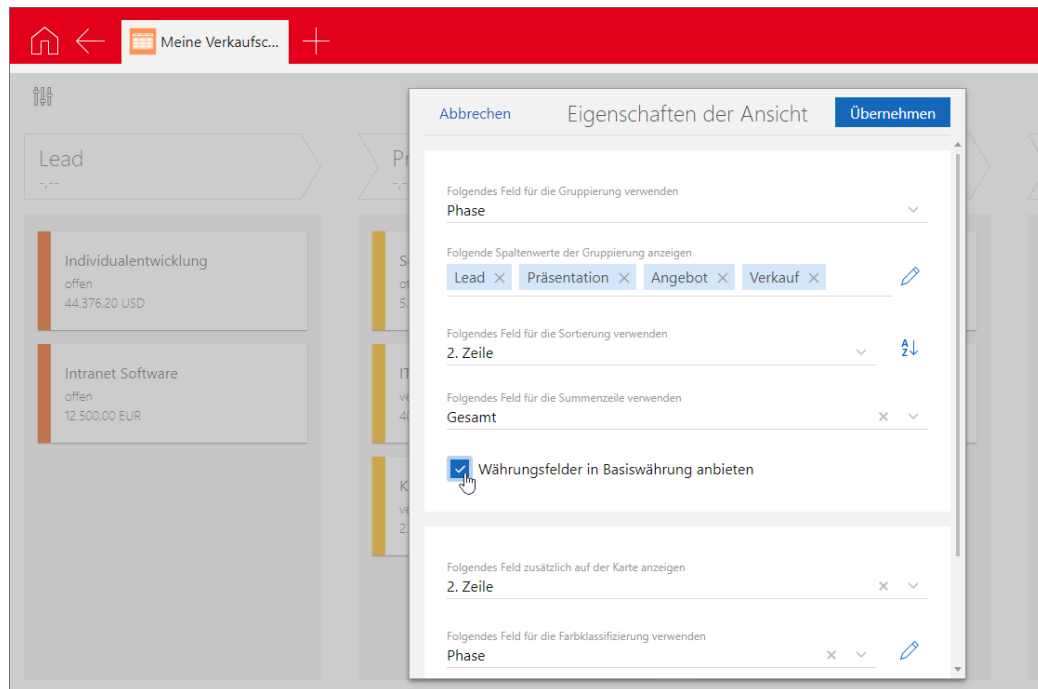 Meine Verkaufsc...
Abbrechen
Eigenschaften der Ansicht
Übernehmen
Lead
-,--
Folgendes Feld für die Gruppierung verwenden
Phase
Folgende Spaltenwerte der Gruppierung anzeigen
Lead
Präsentation
Angebot
Verkauf
Individualentwicklung
offen
44.376,20 USD
Folgendes Feld für die Sortierung verwenden
2. Zeile
A
Z
Intranet Software
offen
12.500,00 EUR
Folgendes Feld für die Summenzeile verwenden
Gesamt
Währungsfelder in Basiswährung anbieten
Folgendes Feld zusätzlich auf der Karte anzeigen
2. Zeile
Folgendes Feld für die Farbklassifizierung verwenden
Phase